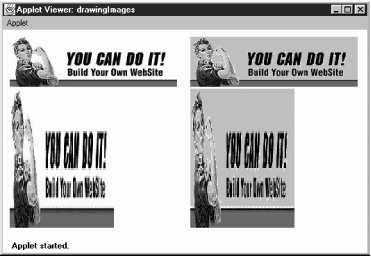 Applet Viewer: drawingImages
Applet
YOU CAN DO IT!
Build Your Own WebSite
YOU CAN DO IT!
Build Your Own WebSite
YOU CAN DO IT!
Build Your Own WebSite
YOU CAN DO IT!
Build Your Own WebSite
Applet started.